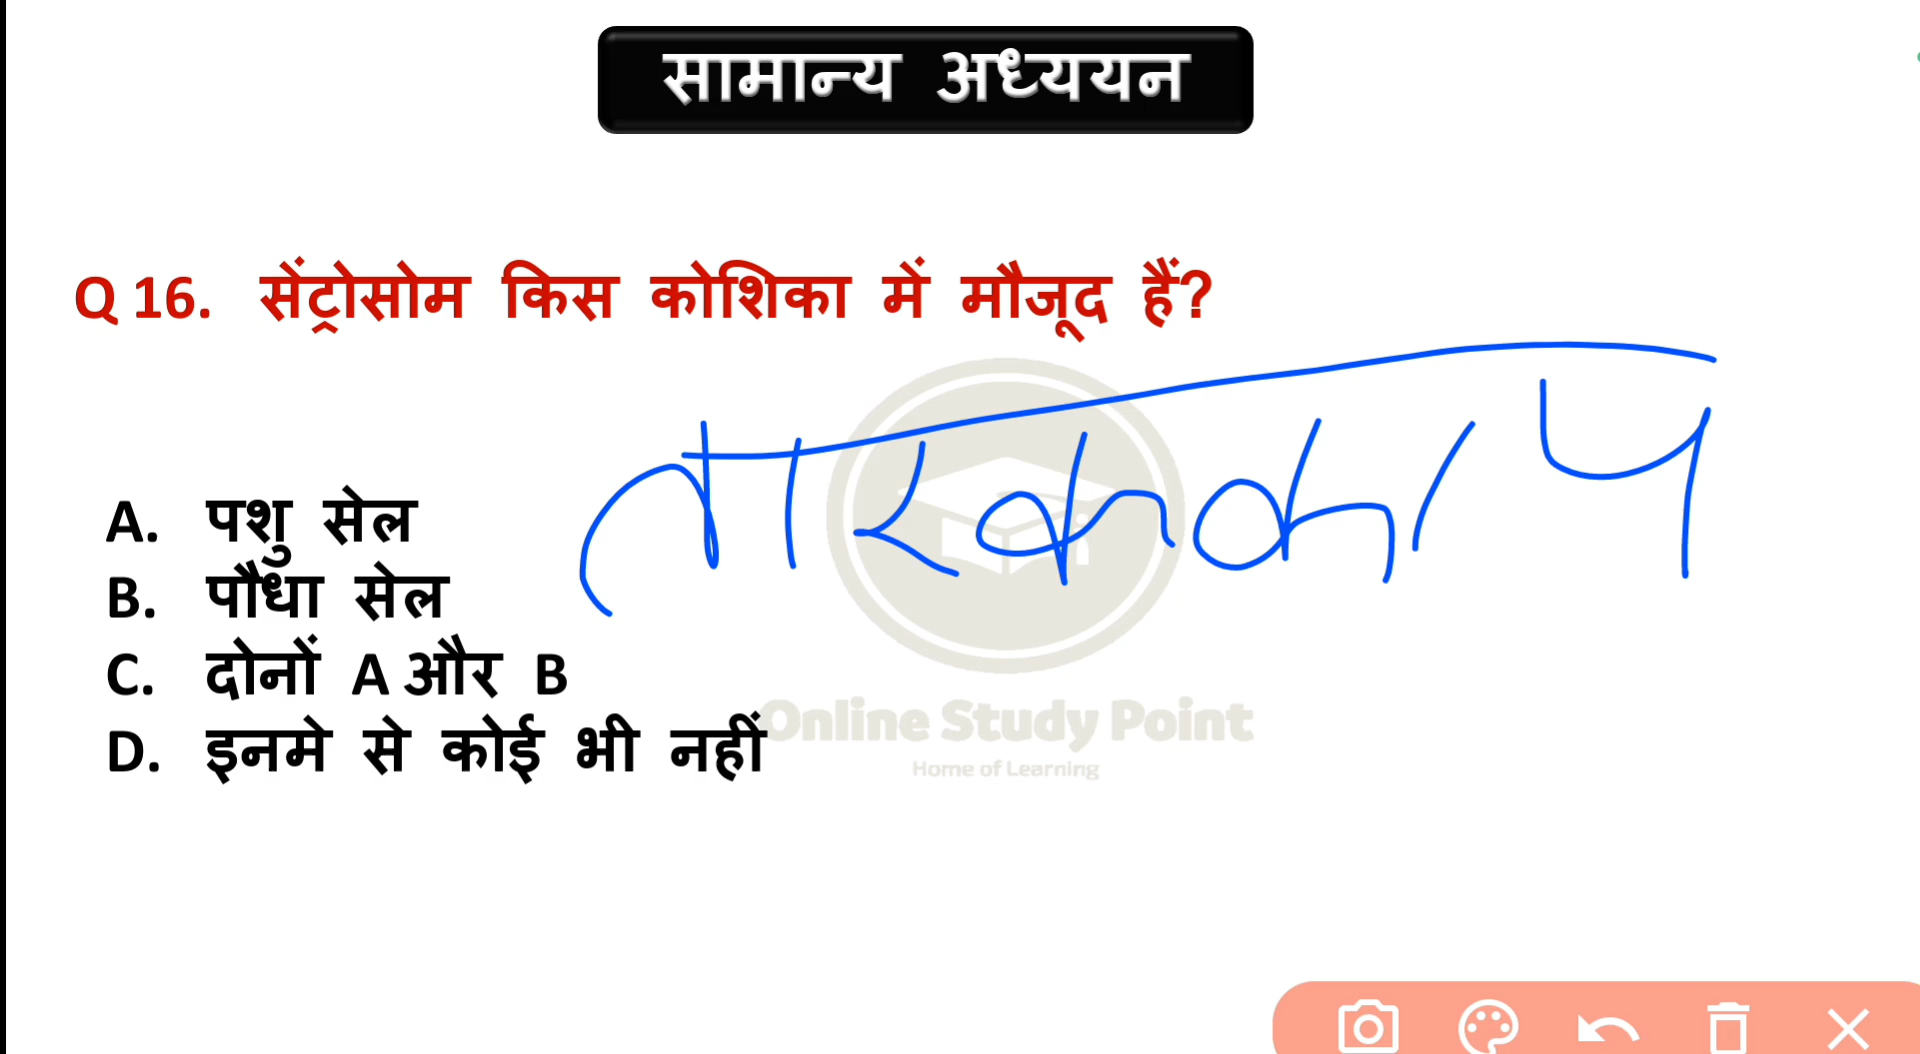 सामान्य अध्ययन
Q 16. सेंट्रोसोम किस कोशिका में मौजूद हैं?
तारककाय
A. पशु सेल
B. पौधा सेल
C. दोनों A और B
D. इनमे से कोई भी नहीं
Online Study Point
Home of Learning